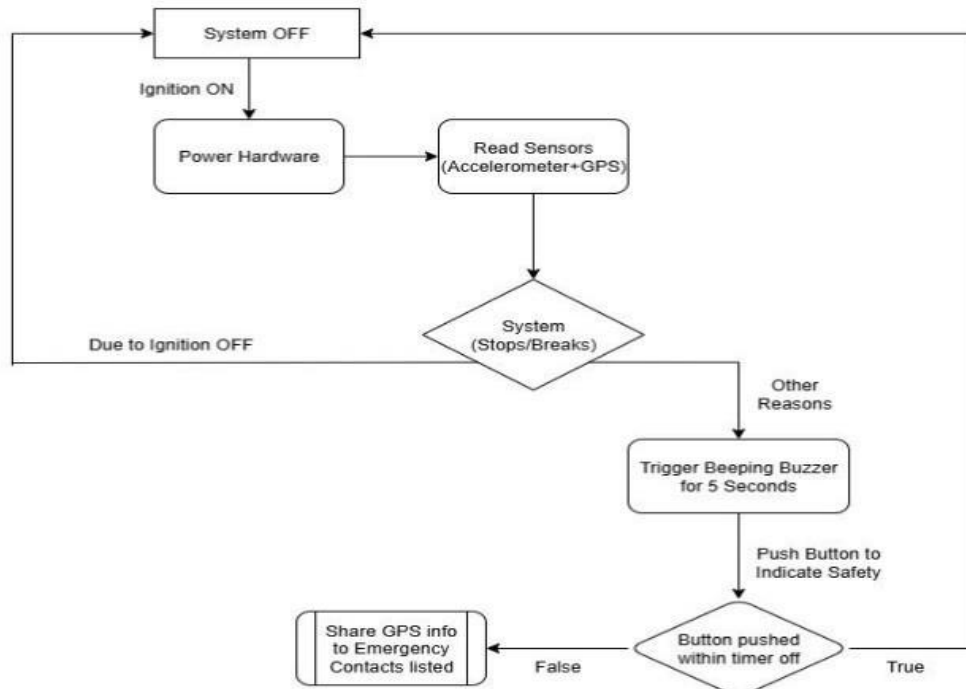 System OFF
Ignition ON
Power Hardware
Read Sensors
(Accelerometer+GPS)
System
(Stops/Breaks)
Due to Ignition OFF
Other
Reasons
Trigger Beeping Buzzer
for 5 Seconds
Push Button to
Indicate Safety
Button pushed
within timer off
False
True
Share GPS info
to Emergency
Contacts listed